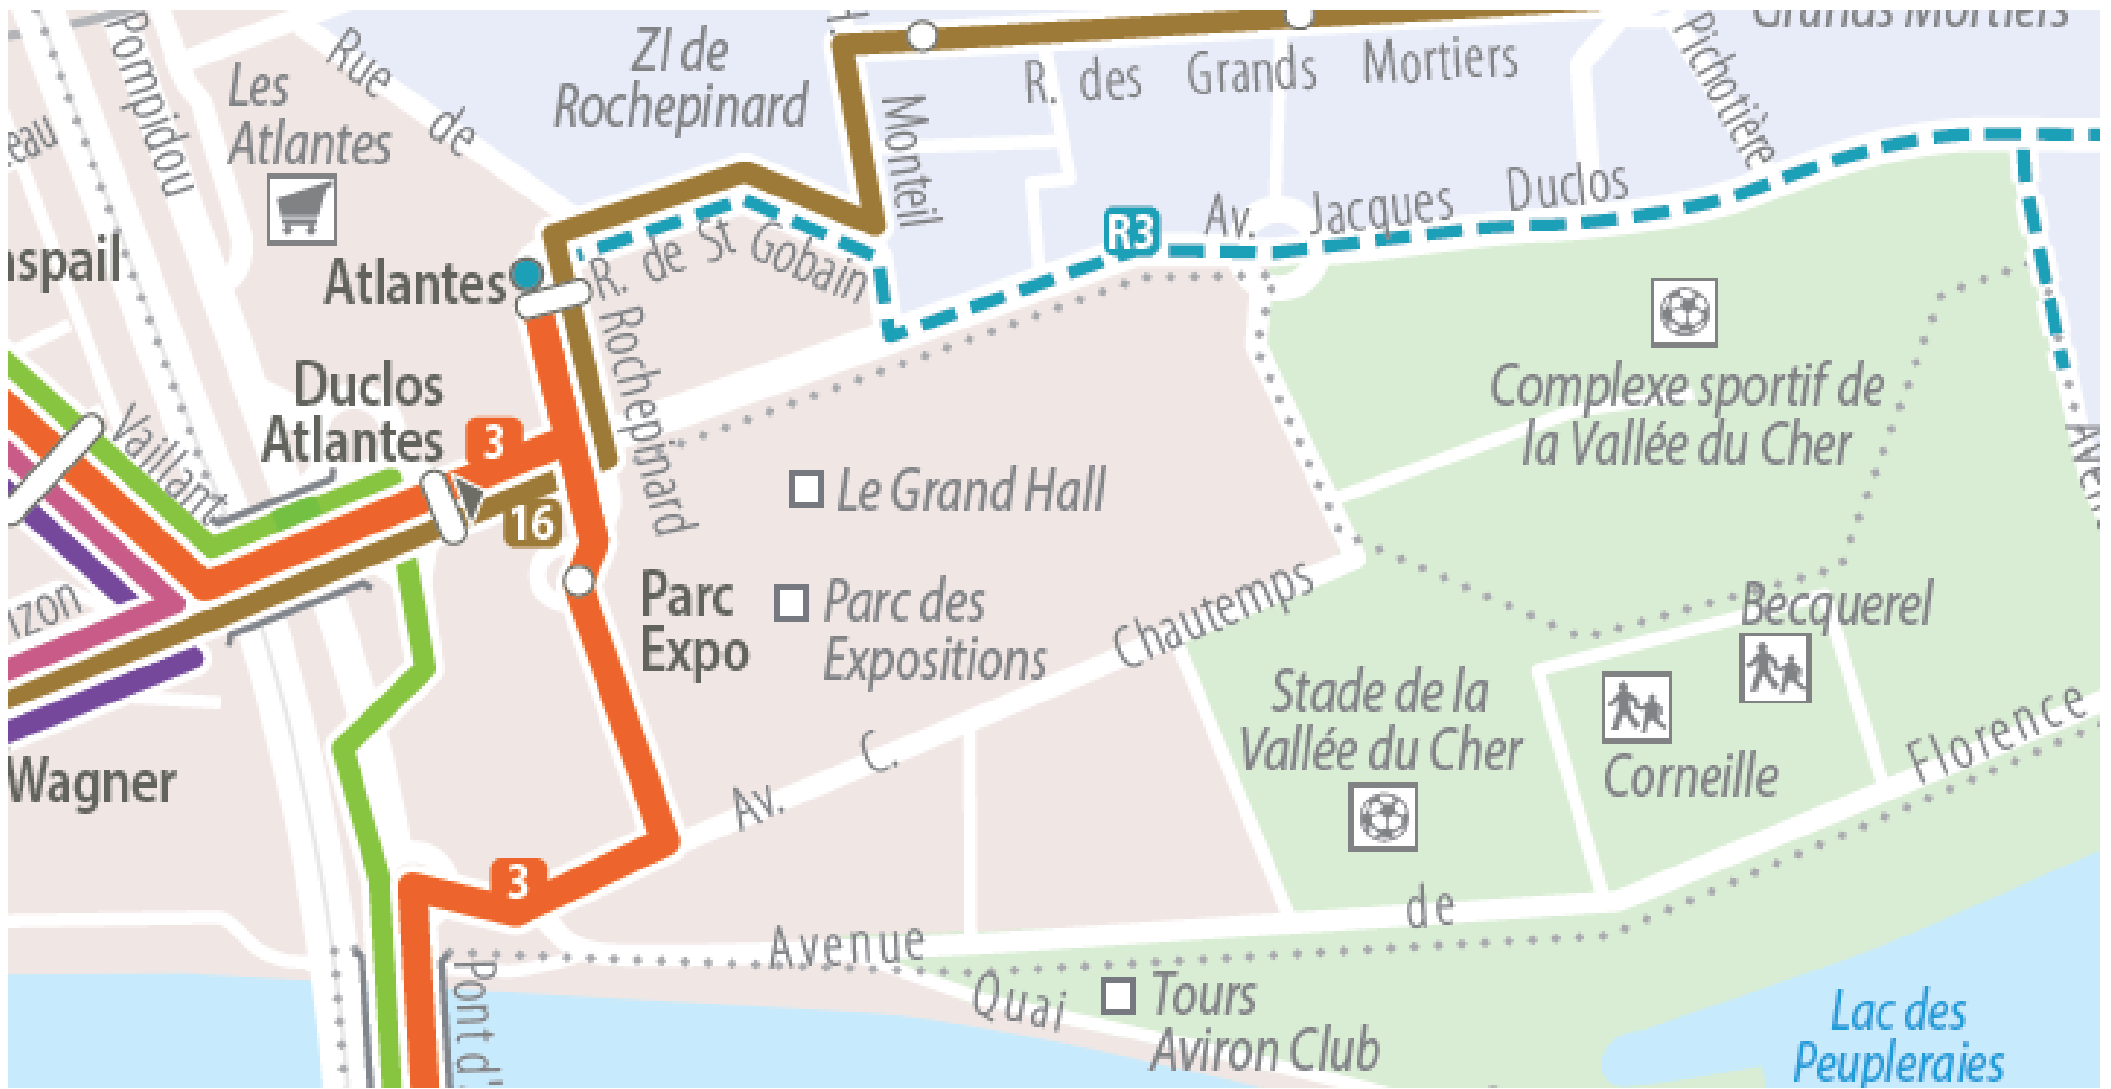 Grands Mortiers
Pompidou
Rue de
ZI de
Rochepinard
Les
Atlantes
R. des Grands Mortiers
Pichotière
Monteil
Av. Jacques Duclos
R3
R. de St Gobain
Atlantes
Rochepinard
Duclos
Atlantes
Vaillant
3
16
Complexe sportif de
la Vallée du Cher
Le Grand Hall
Parc
Expo
Parc des
Expositions
Av. C. Chautemps
Becquerel
Stade de la
Vallée du Cher
Corneille
Wagner
3
Avenue de Florence
Quai
Tours
Aviron Club
Pont d'
Lac des
Peupleraies